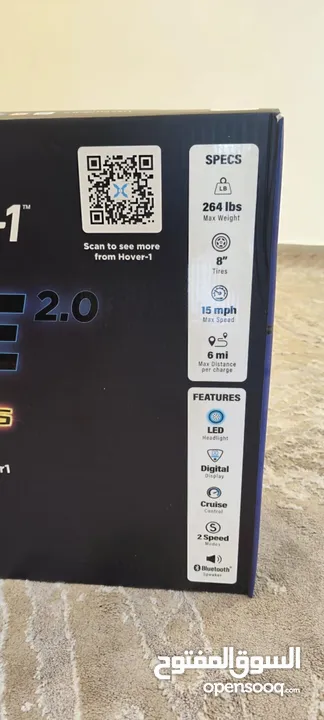 -1™
Scan to see more
from Hover-1
2.0
SPECS
LB
264 lbs
Max Weight
8"
Tires
15 mph
Max Speed
6 mi
Max Distance
per charge
FEATURES
LED
Headlight
Digital
Display
Cruise
Control
S
2 Speed
Modes
Bluetooth®
Speaker
السوق المفتوح
opensooq.com